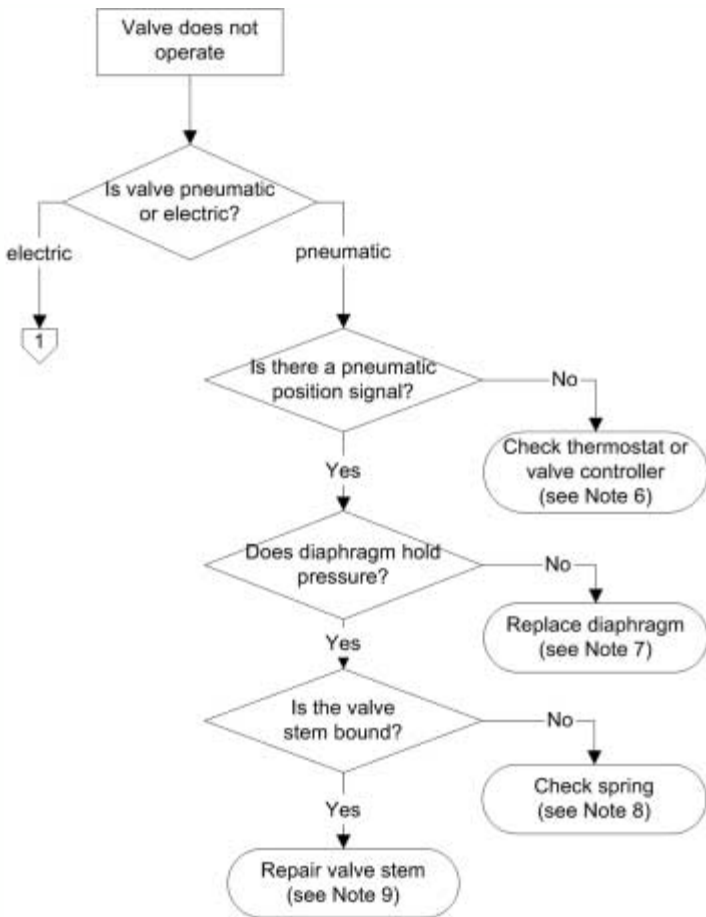 Valve does not
operate
Is valve pneumatic
or electric?
electric
pneumatic
1
Is there a pneumatic
position signal?
No
Check thermostat or
valve controller
(see Note 6)
Yes
Does diaphragm hold
pressure?
No
Replace diaphragm
(see Note 7)
Yes
Is the valve
stem bound?
No
Check spring
(see Note 8)
Yes
Repair valve stem
(see Note 9)